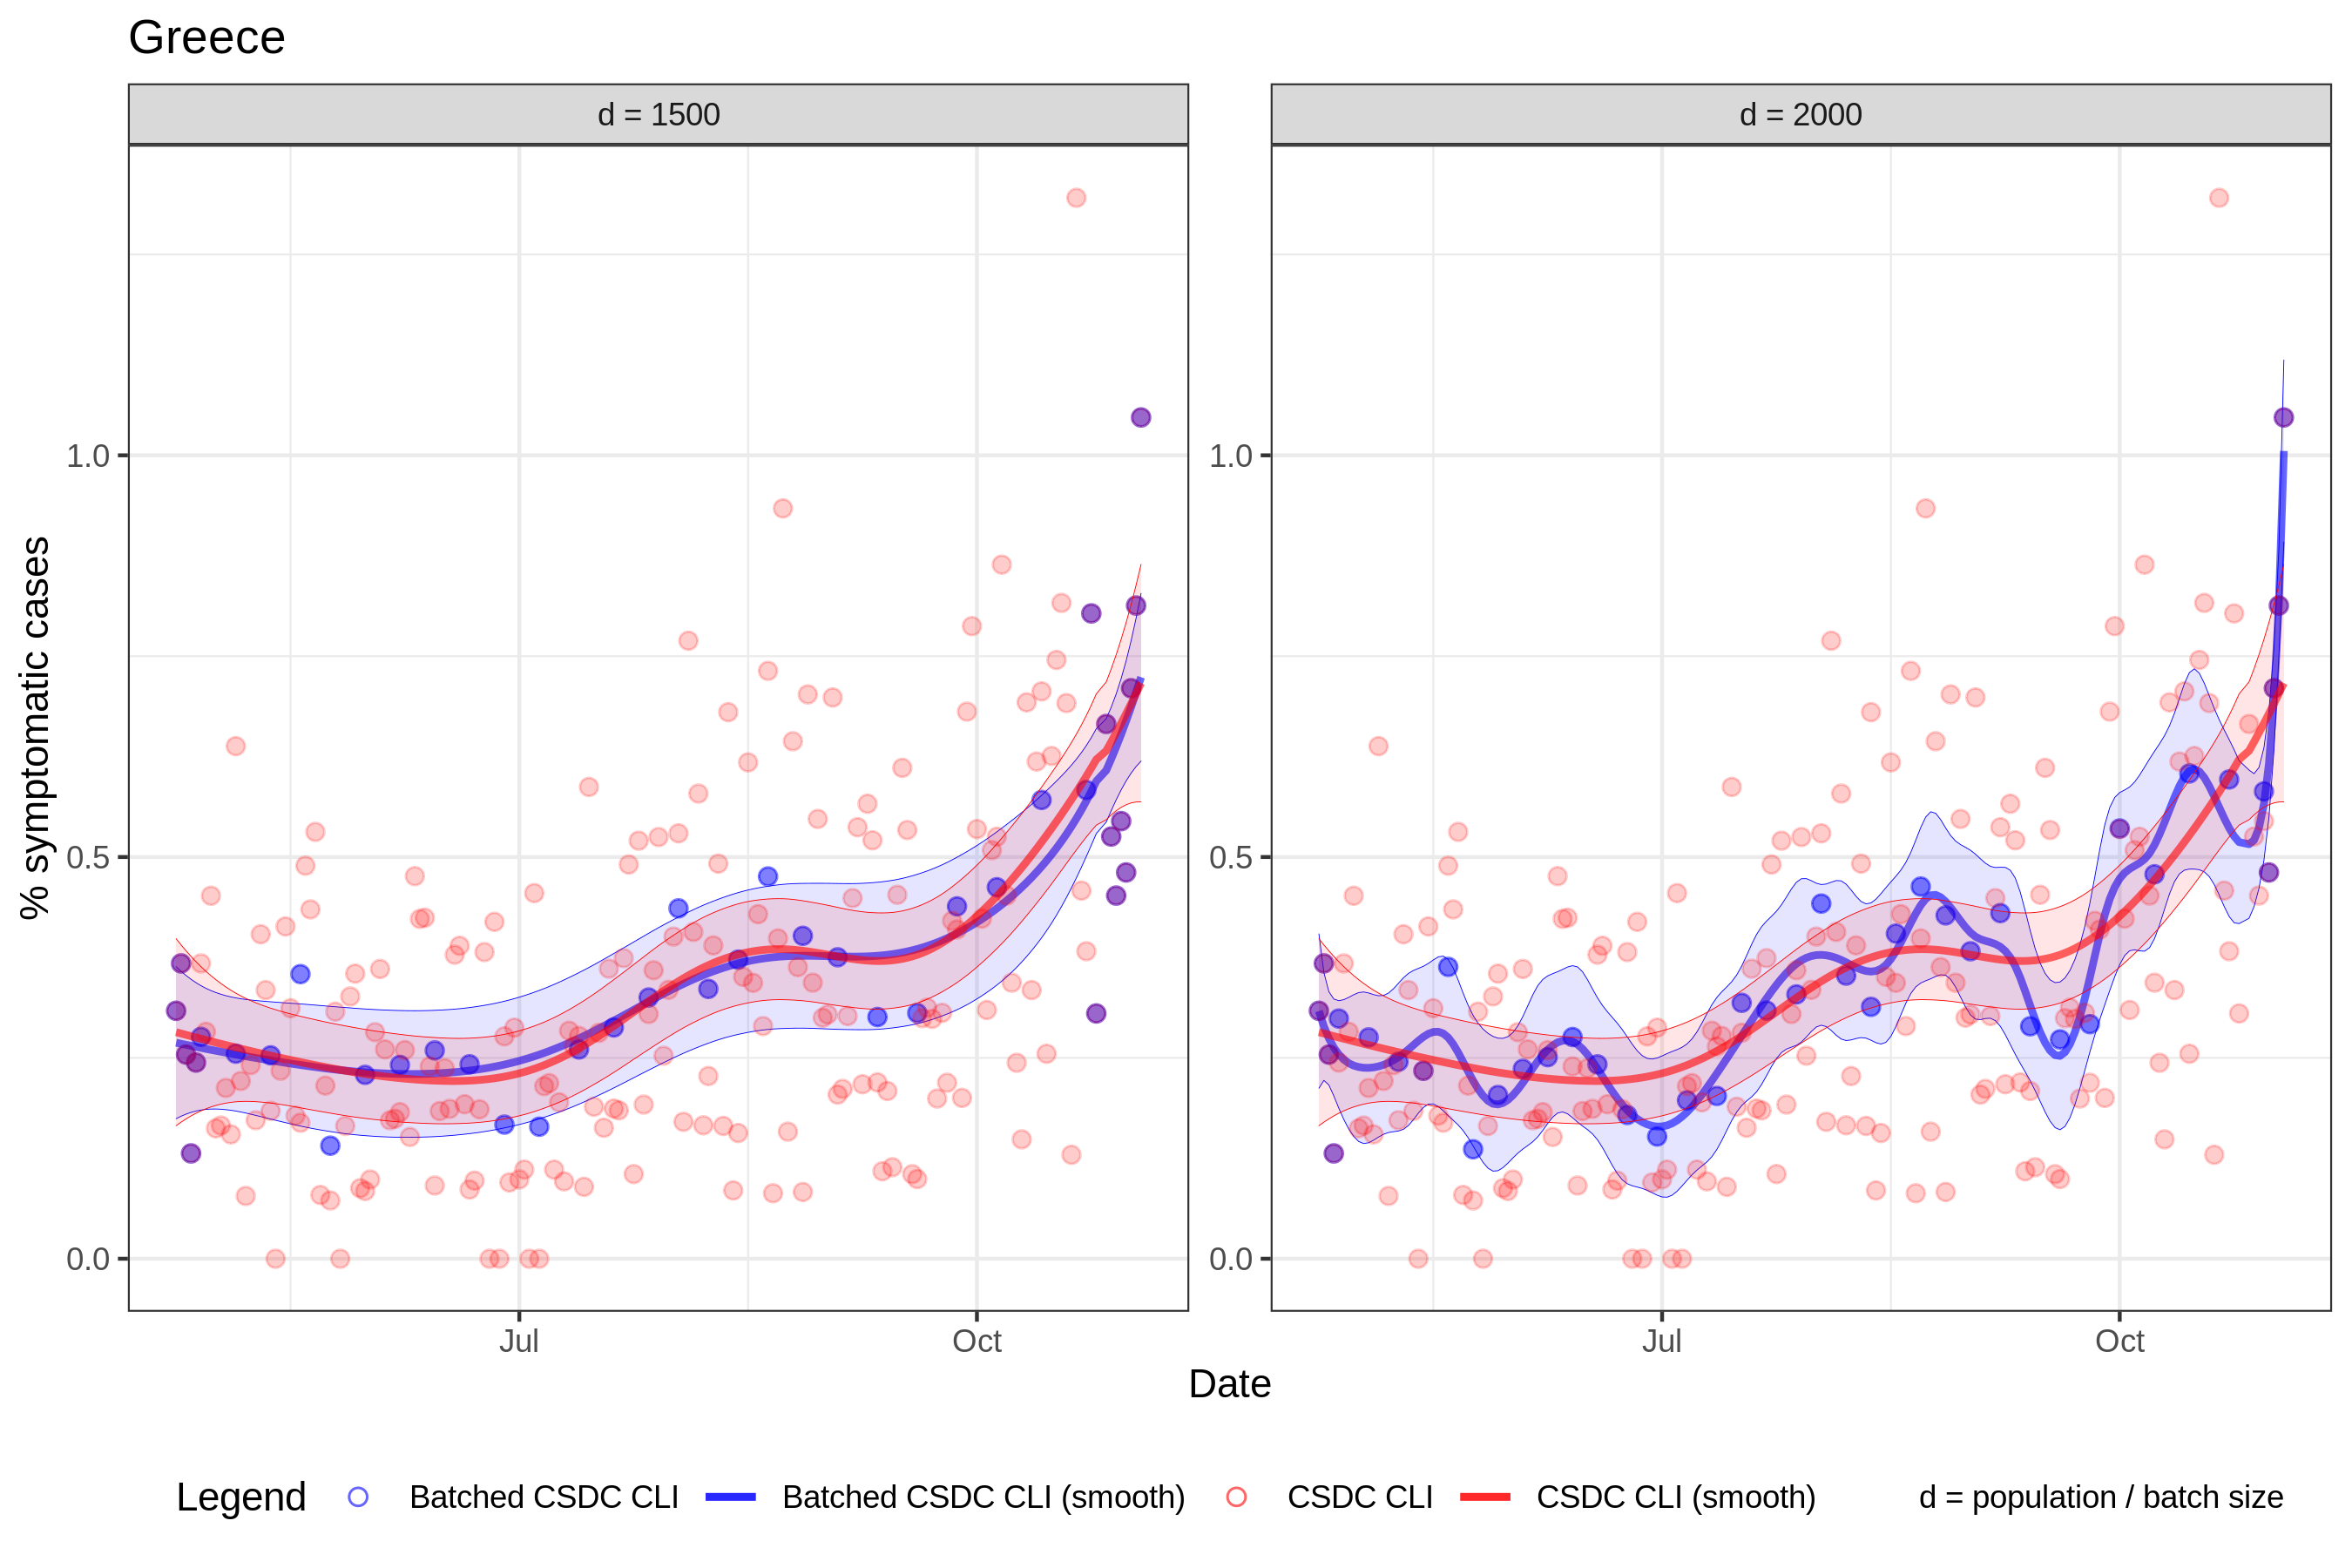 Greece
d = 1500
d = 2000
% symptomatic cases
1.0
0.5
0.0
1.0
0.5
0.0
Jul
Oct
Jul
Oct
Date
Legend
Batched CSDC CLI
Batched CSDC CLI (smooth)
CSDC CLI
CSDC CLI (smooth)
d = population / batch size